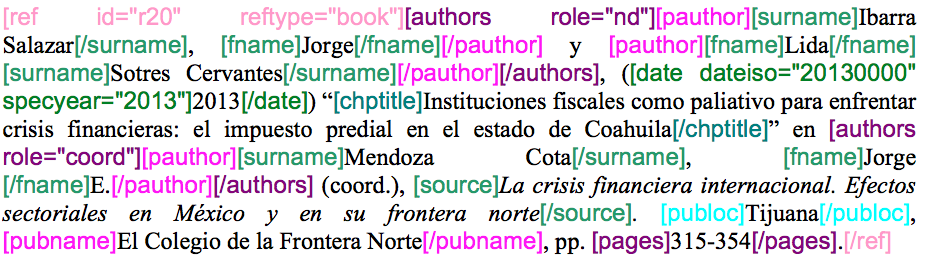 [ref id="r20" reftype="book"][authors role="nd"][pauthor][surname]Ibarra
Salazar[/surname], [fname]Jorge[/fname][/pauthor] y [pauthor][fname]Lida[/fname]
[surname]Sotres Cervantes[/surname][/pauthor][/authors], ([date dateiso="20130000"
specyear="2013"]2013[/date]) “[chptitle]Instituciones fiscales como paliativo para enfrentar
crisis financieras: el impuesto predial en el estado de Coahuila[/chptitle]” en [authors
role="coord"][pauthor][surname]Mendoza Cota[/surname], [fname]Jorge
[/fname]E.[/pauthor][/authors] (coord.), [source]La crisis financiera internacional. Efectos
sectoriales en México y en su frontera norte[/source]. [publoc]Tijuana[/publoc],
[pubname]El Colegio de la Frontera Norte[/pubname], pp. [pages]315-354[/pages].[/ref]